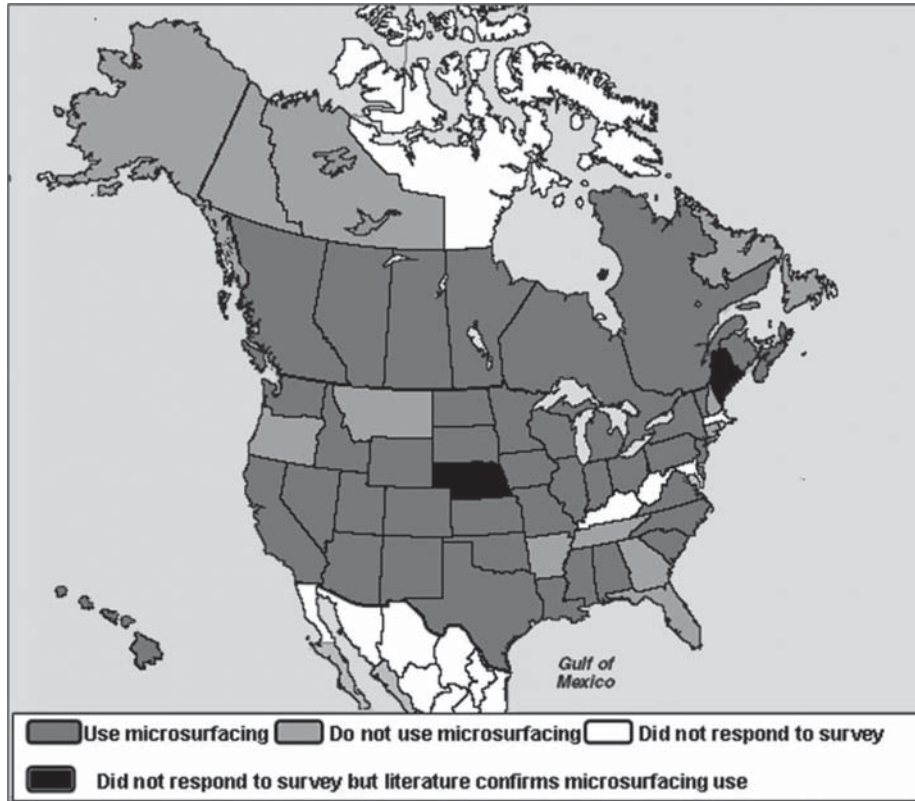 Gulf of
Mexico
Use microsurfacing Do not use microsurfacing Did not respond to survey
Did not respond to survey but literature confirms microsurfacing use